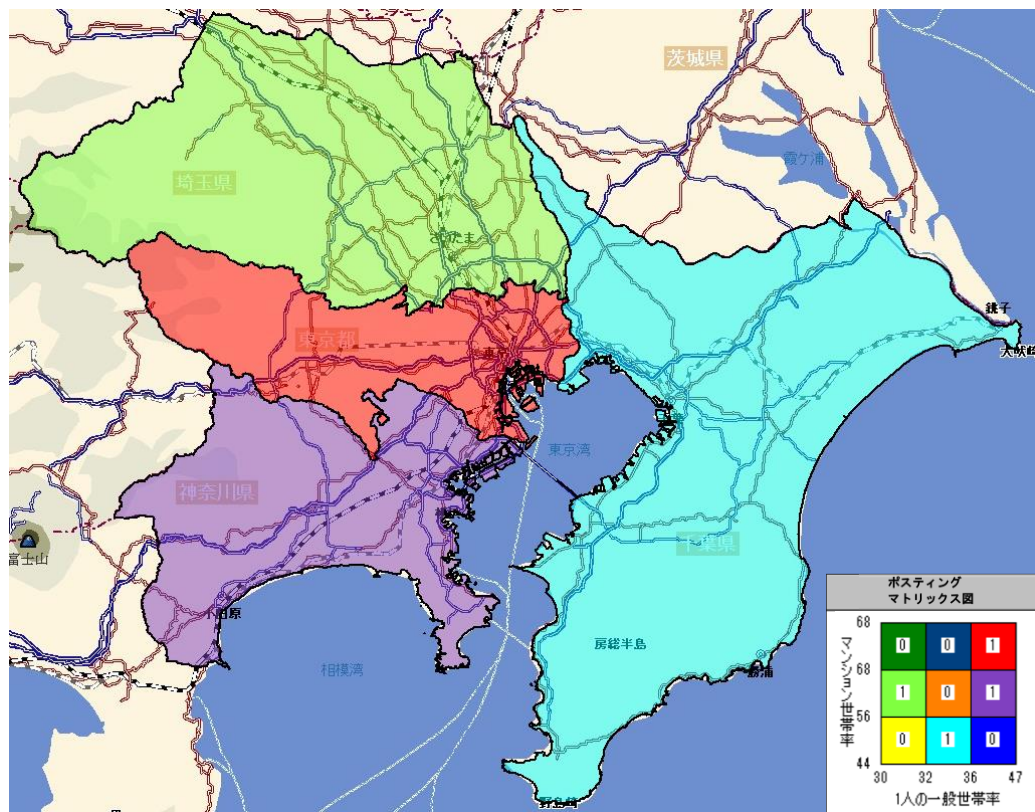 茨城県
霞ケ浦
埼玉県
さいたま
銚子
東京都
東京
東京湾
神奈川県
千葉県
富士山
小田原
房総半島
相模湾
勝浦
ポスティング
マトリックス図
マンション世帯率
68
68
56
44
0
0
1
1
0
1
0
1
0
30
32
36
47
1人の一般世帯率